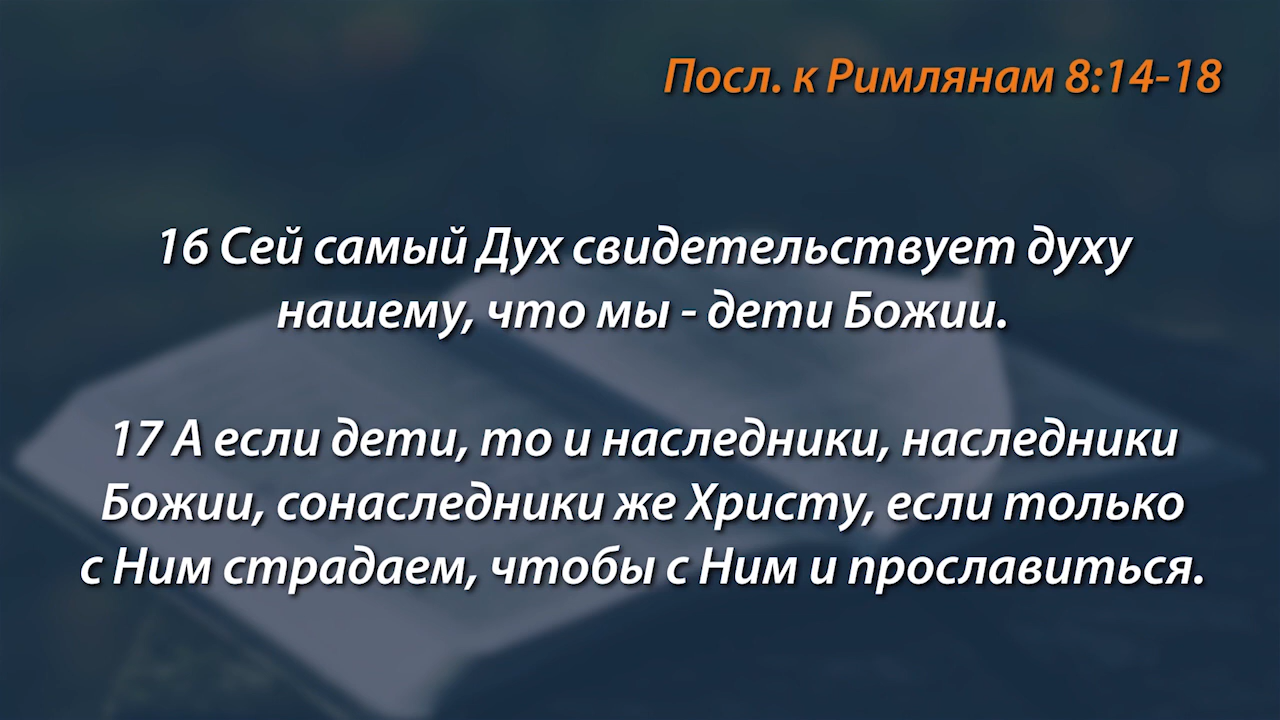 Посл. к Римлянам 8:14-18
16 Сей самый Дух свидетельствует духу
нашему, что мы - дети Божии.
17 А если дети, то и наследники, наследники
Божии, сонаследники же Христу, если только
с Ним страдаем, чтобы с Ним и прославиться.